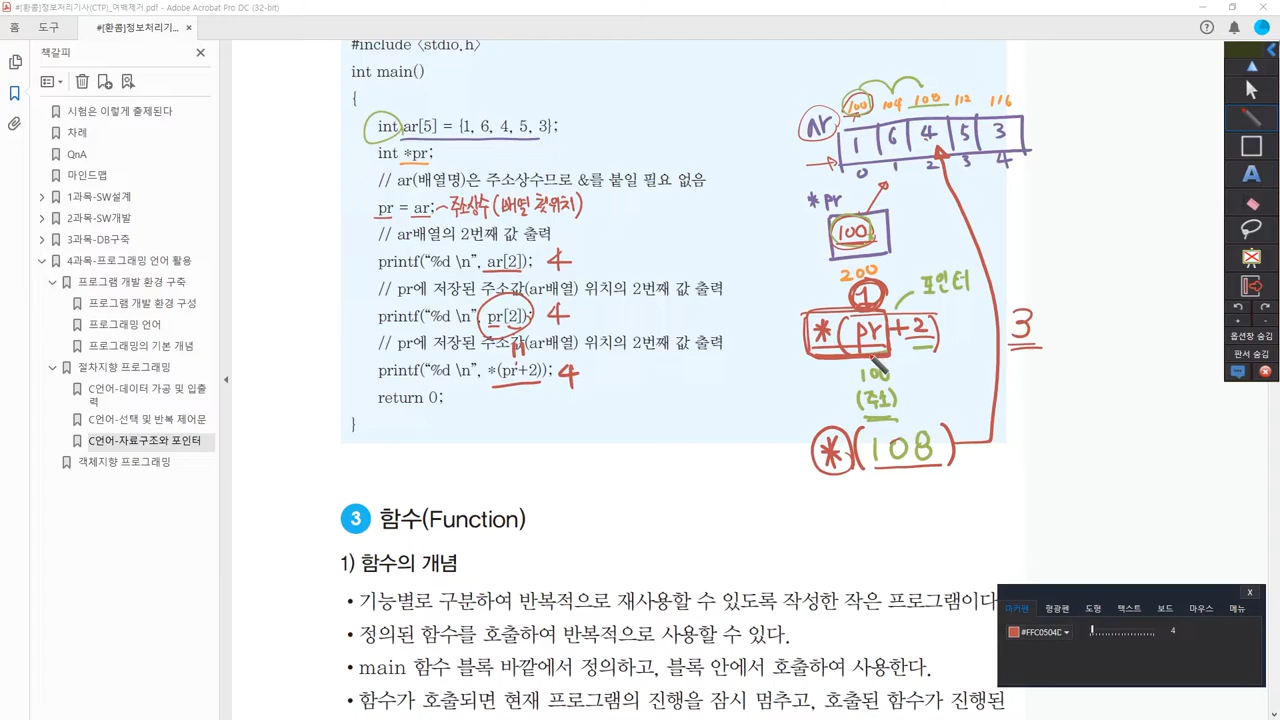 #[환콤]정보처리기사(CTP)_여백제거.pdf - Adobe Acrobat Pro DC (32-bit)
홈 도구 #[환콤]정보처리기... ×
책갈피
시험은 이렇게 출제된다
차례
QnA
마인드맵
1과목-SW설계
2과목-SW개발
3과목-DB구축
4과목-프로그래밍 언어 활용
프로그램 개발 환경 구축
프로그램 개발 환경 구성
프로그래밍 언어
프로그래밍의 기본 개념
절차지향 프로그래밍
C언어-데이터 가공 및 입출
력
C언어-선택 및 반복 제어문
C언어-자료구조와 포인터
객체지향 프로그래밍
#include <stdio.h>
int main()
{
int ar[5] = {1, 6, 4, 5, 3};
int *pr;
// ar(배열명)은 주소상수므로 &를 붙일 필요 없음
pr = ar; ~주소상수(배열 첫위치)
// ar배열의 2번째 값 출력
printf("%d \n", ar[2]); 4
// pr에 저장된 주소값(ar배열) 위치의 2번째 값 출력
printf("%d \n", pr[2]); 4
// pr에 저장된 주소값(ar배열) 위치의 2번째 값 출력
printf("%d \n", *(pr+2)); 4
return 0;
}
100 104 108 112 116
ar 1 6 4 5 3
0 1 2 3 4
*pr
100
200
1 포인터
*(pr+2) 3
100
(주소)
*(108)
3 함수(Function)
1) 함수의 개념
• 기능별로 구분하여 반복적으로 재사용할 수 있도록 작성한 작은 프로그램이다
• 정의된 함수를 호출하여 반복적으로 사용할 수 있다.
• main 함수 블록 바깥에서 정의하고, 블록 안에서 호출하여 사용한다.
• 함수가 호출되면 현재 프로그램의 진행을 잠시 멈추고, 호출된 함수가 진행된
A
옵션창 숨김
판서 숨김
X
마커펜 형광펜 도형 텍스트 보드 마우스 메뉴
#FFC0504D 4